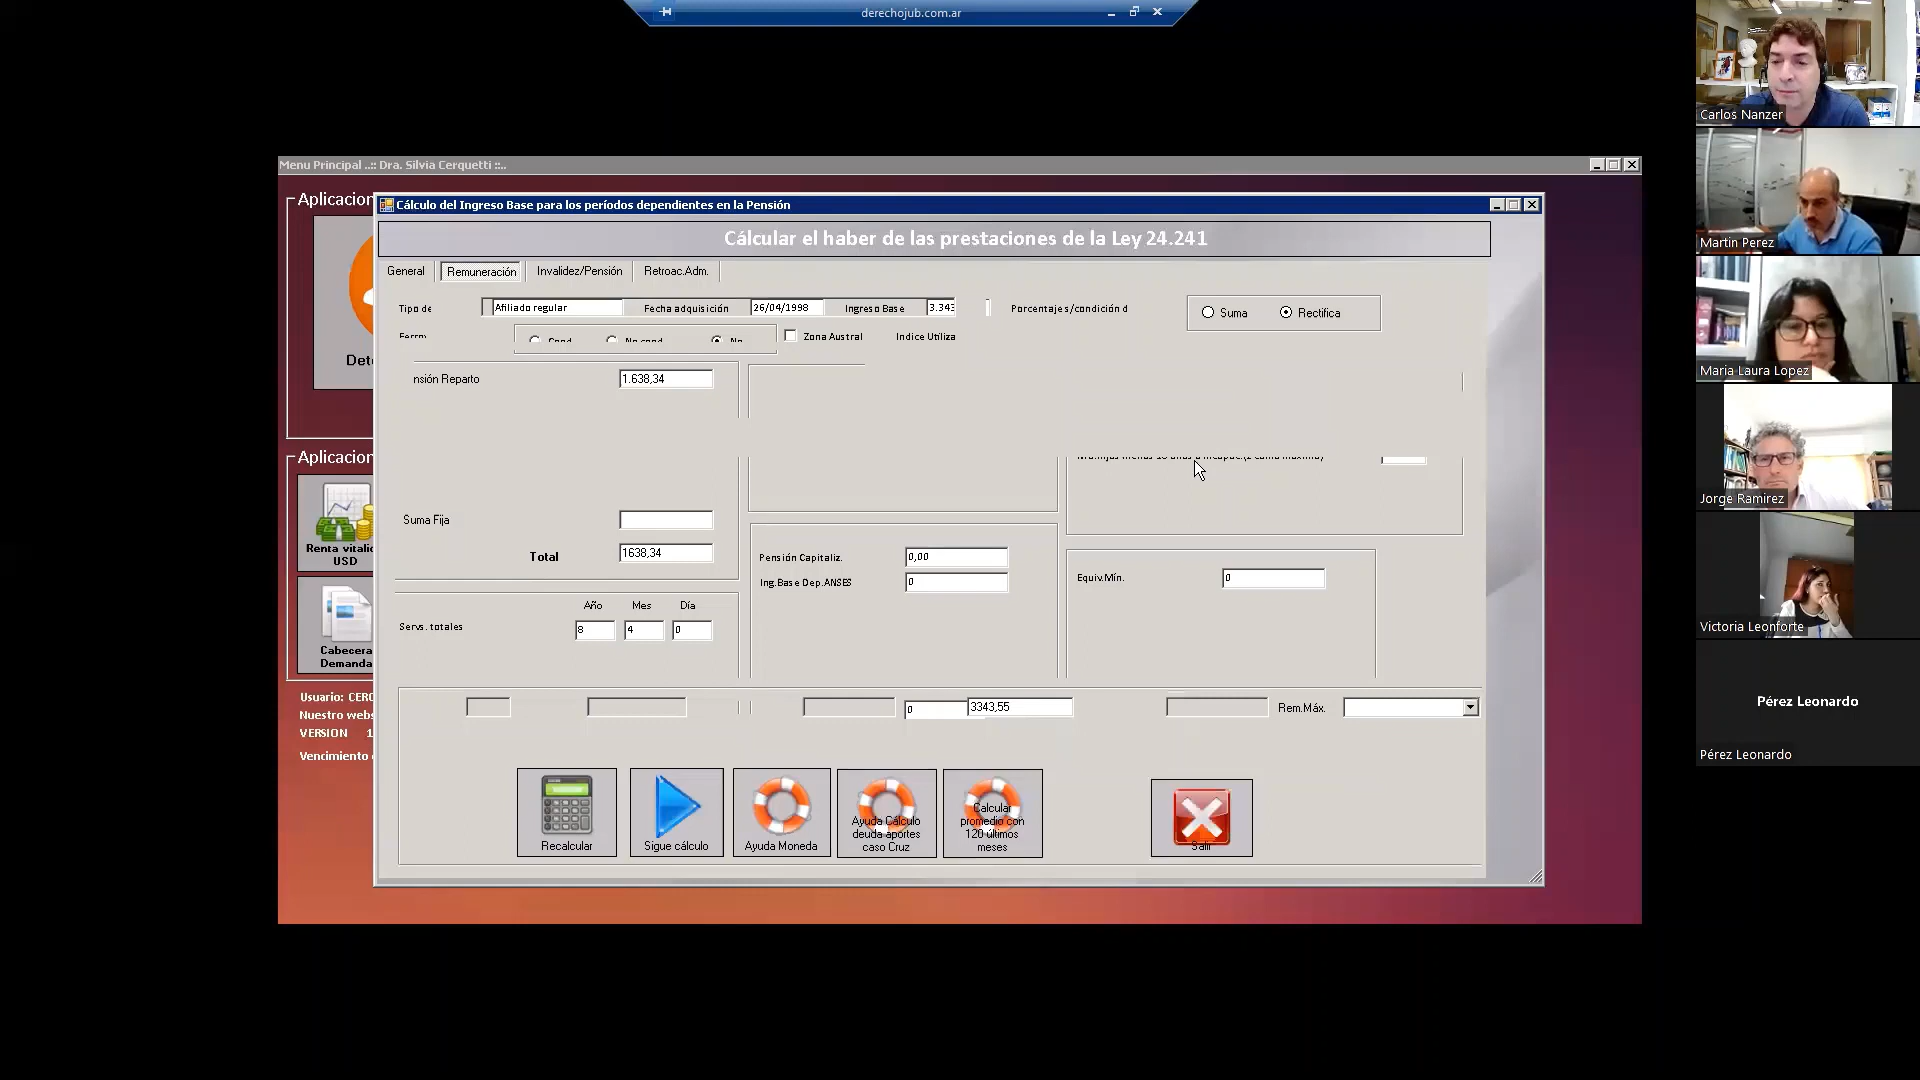 derechojub.com.ar
Carlos Nanzer
Menu Principal ..:: Dra. Silvia Cerquetti ::..
Aplicacion
Cálculo del Ingreso Base para los períodos dependientes en la Pensión
Cálcular el haber de las prestaciones de la Ley 24.241
Martin Perez
General Remuneración Invalidez/Pensión Retroac.Adm.
Tipo de Afiliado regular Fecha adquisición 26/04/1998 Ingreso Base 3.343 Porcentajes/condición d Suma Rectifica
Zona Austral Indice Utiliza
Det
Maria Laura Lopez
nsión Reparto 1.638,34
Aplicacion
Jorge Ramirez
Suma Fija
Total 1638,34
Renta vitalic
USD
Pensión Capitaliz. 0,00
Ing.Base Dep.ANSES 0
Equiv.Mín. 0
Año Mes Día
Servs. totales 8 4 0
Victoria Leonforte
Cabecera
Demanda
Usuario: CERQ
Nuestro webs
VERSION 1
Vencimiento
0 3343,55 Rem.Máx.
Pérez Leonardo
Pérez Leonardo
Recalcular
Sigue cálculo
Ayuda Moneda
Ayuda Cálculo
deuda aportes
caso Cruz
Calcular
promedio con
120 últimos
meses
Salir